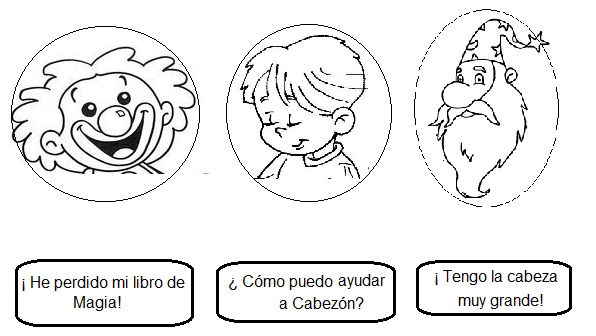 ¡ He perdido mi libro de
Magia!
¿ Cómo puedo ayudar
a Cabezón?
¡ Tengo la cabeza
muy grande!